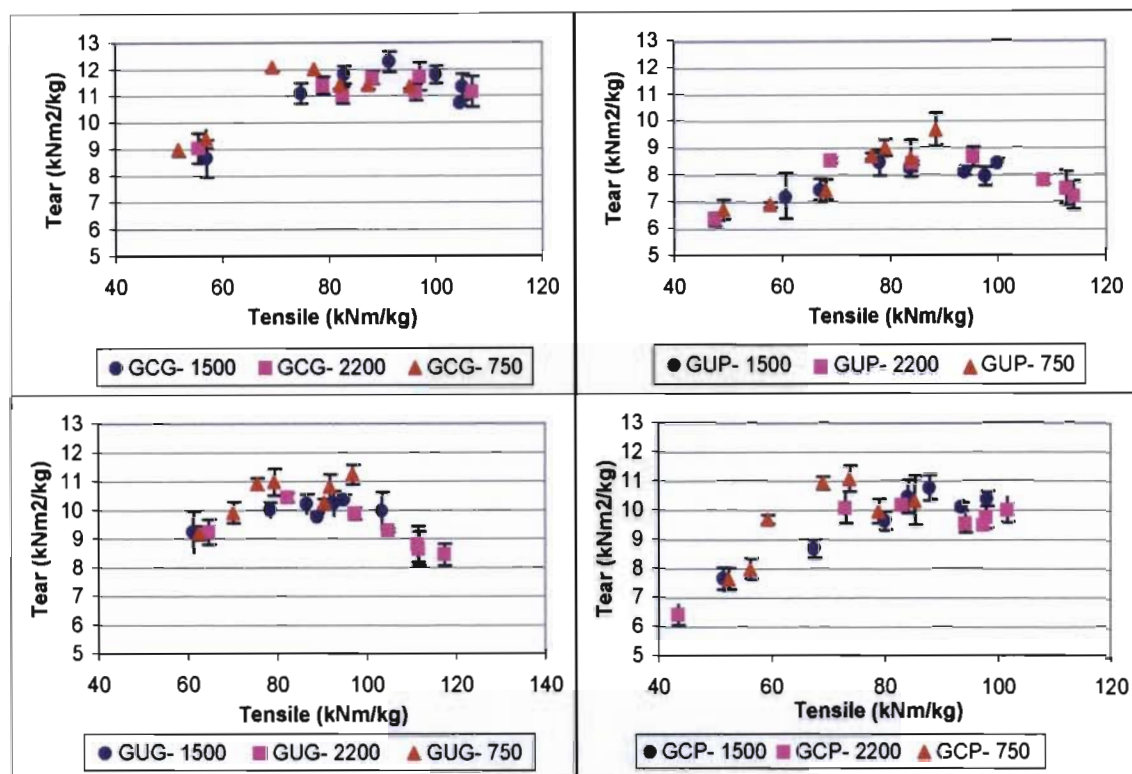 Tear (kNm2/kg)
13
12
11
10
9
8
7
6
5
40 60 80 100 120
Tensile (kNm/kg)
GCG- 1500 GCG- 2200 GCG- 750
Tear (kNm2/kg)
13
12
11
10
9
8
7
6
5
40 60 80 100 120
Tensile (kNm/kg)
GUP- 1500 GUP- 2200 GUP- 750
Tear (kNm2/kg)
13
12
11
10
9
8
7
6
5
40 60 80 100 120 140
Tensile (kNm/kg)
GUG- 1500 GUG- 2200 GUG- 750
Tear (kNm2/kg)
13
12
11
10
9
8
7
6
5
40 60 80 100 120
Tensile (kNm/kg)
GCP- 1500 GCP- 2200 GCP- 750